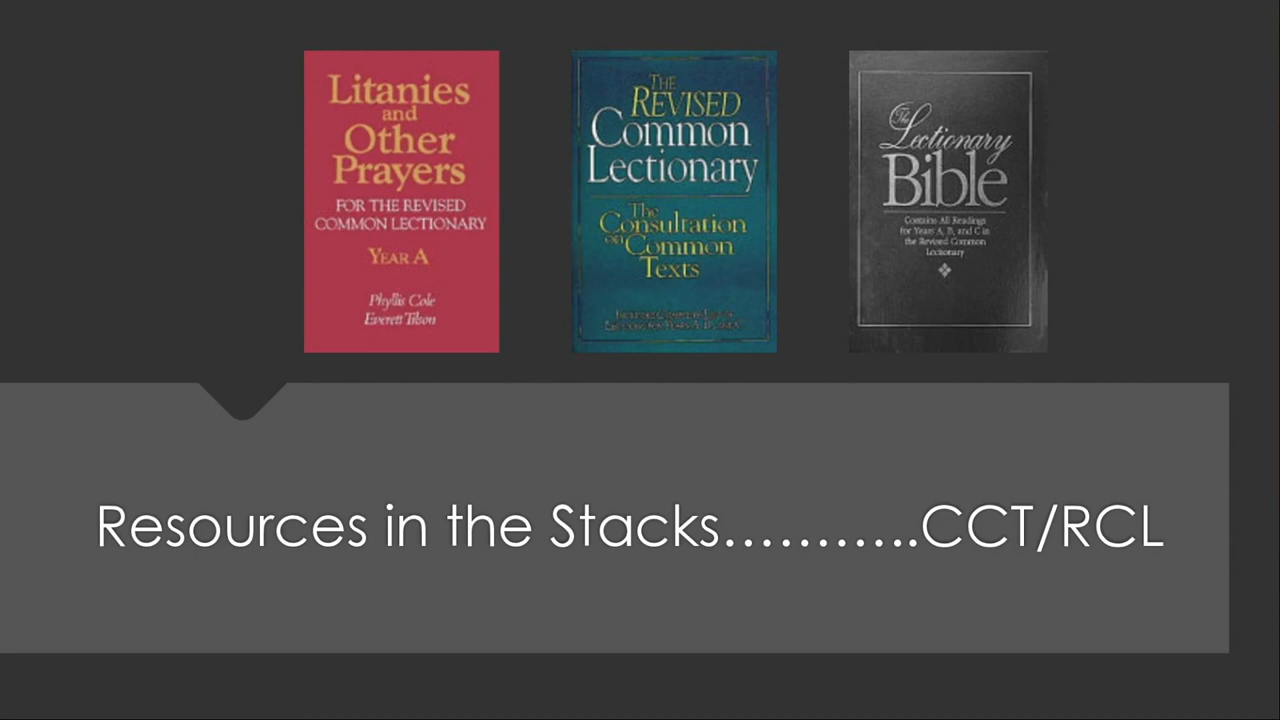 Litanies
and
Other
Prayers
FOR THE REVISED
COMMON LECTIONARY
YEAR A
Phyllis Cole
Everett Tilson
THE
REVISED
Common
Lectionary
The
Consultation
on Common
Texts
The
Lectionary
Bible
Contains All Readings
for Years A, B, and C in
the Revised Common
Lectionary
Resources in the Stacks………..CCT/RCL